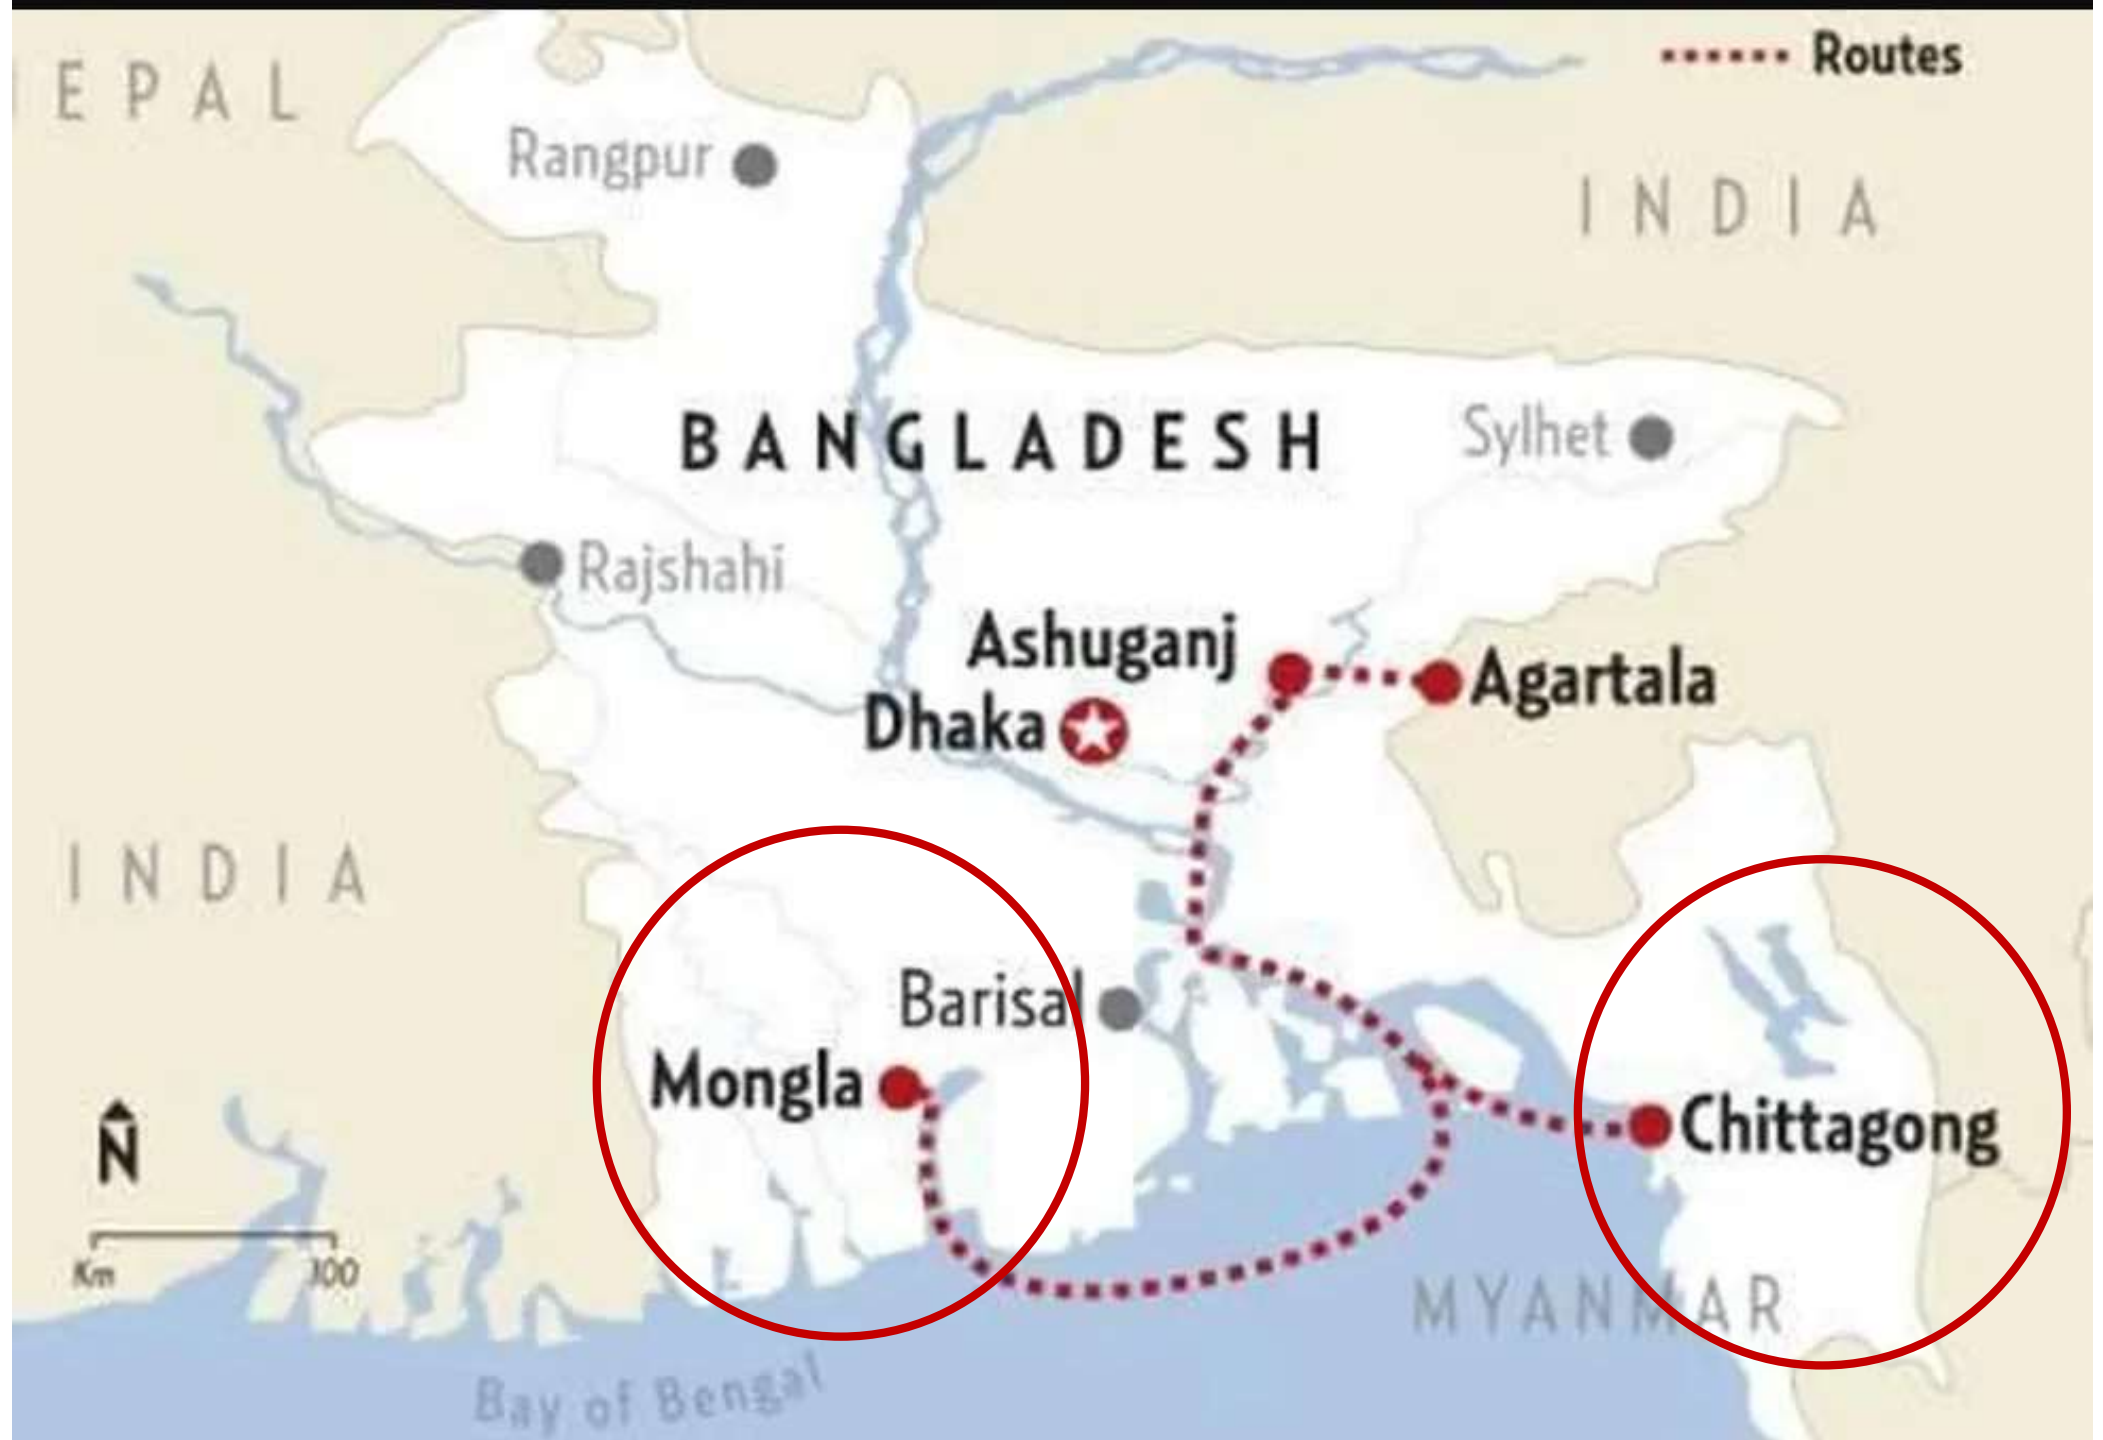 Routes
EPAL
Rangpur
INDIA
BANGLADESH
Sylhet
Rajshahi
Ashuganj
Agartala
Dhaka
INDIA
Barisal
Mongla
Chittagong
N
Km 100
MYANMAR
Bay of Bengal